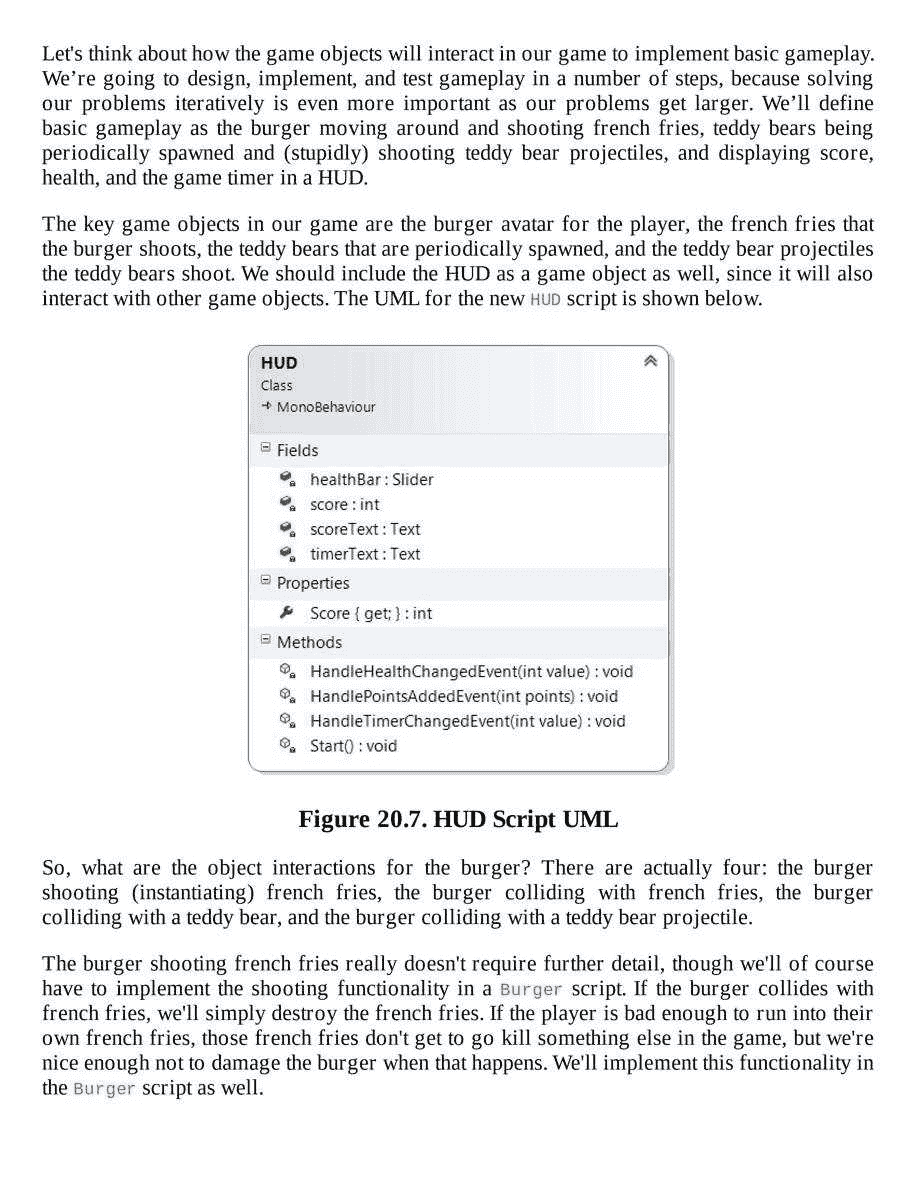 Let's think about how the game objects will interact in our game to implement basic gameplay.
We’re going to design, implement, and test gameplay in a number of steps, because solving
our problems iteratively is even more important as our problems get larger. We’ll define
basic gameplay as the burger moving around and shooting french fries, teddy bears being
periodically spawned and (stupidly) shooting teddy bear projectiles, and displaying score,
health, and the game timer in a HUD.
The key game objects in our game are the burger avatar for the player, the french fries that
the burger shoots, the teddy bears that are periodically spawned, and the teddy bear projectiles
the teddy bears shoot. We should include the HUD as a game object as well, since it will also
interact with other game objects. The UML for the new HUD script is shown below.
HUD
Class
MonoBehaviour
Fields
healthBar : Slider
score : int
scoreText : Text
timerText : Text
Properties
Score { get; } : int
Methods
HandleHealthChangedEvent(int value) : void
HandlePointsAddedEvent(int points) : void
HandleTimerChangedEvent(int value) : void
Start() : void
Figure 20.7. HUD Script UML
So, what are the object interactions for the burger? There are actually four: the burger
shooting (instantiating) french fries, the burger colliding with french fries, the burger
colliding with a teddy bear, and the burger colliding with a teddy bear projectile.
The burger shooting french fries really doesn't require further detail, though we'll of course
have to implement the shooting functionality in a Burger script. If the burger collides with
french fries, we'll simply destroy the french fries. If the player is bad enough to run into their
own french fries, those french fries don't get to go kill something else in the game, but we're
nice enough not to damage the burger when that happens. We'll implement this functionality in
the Burger script as well.